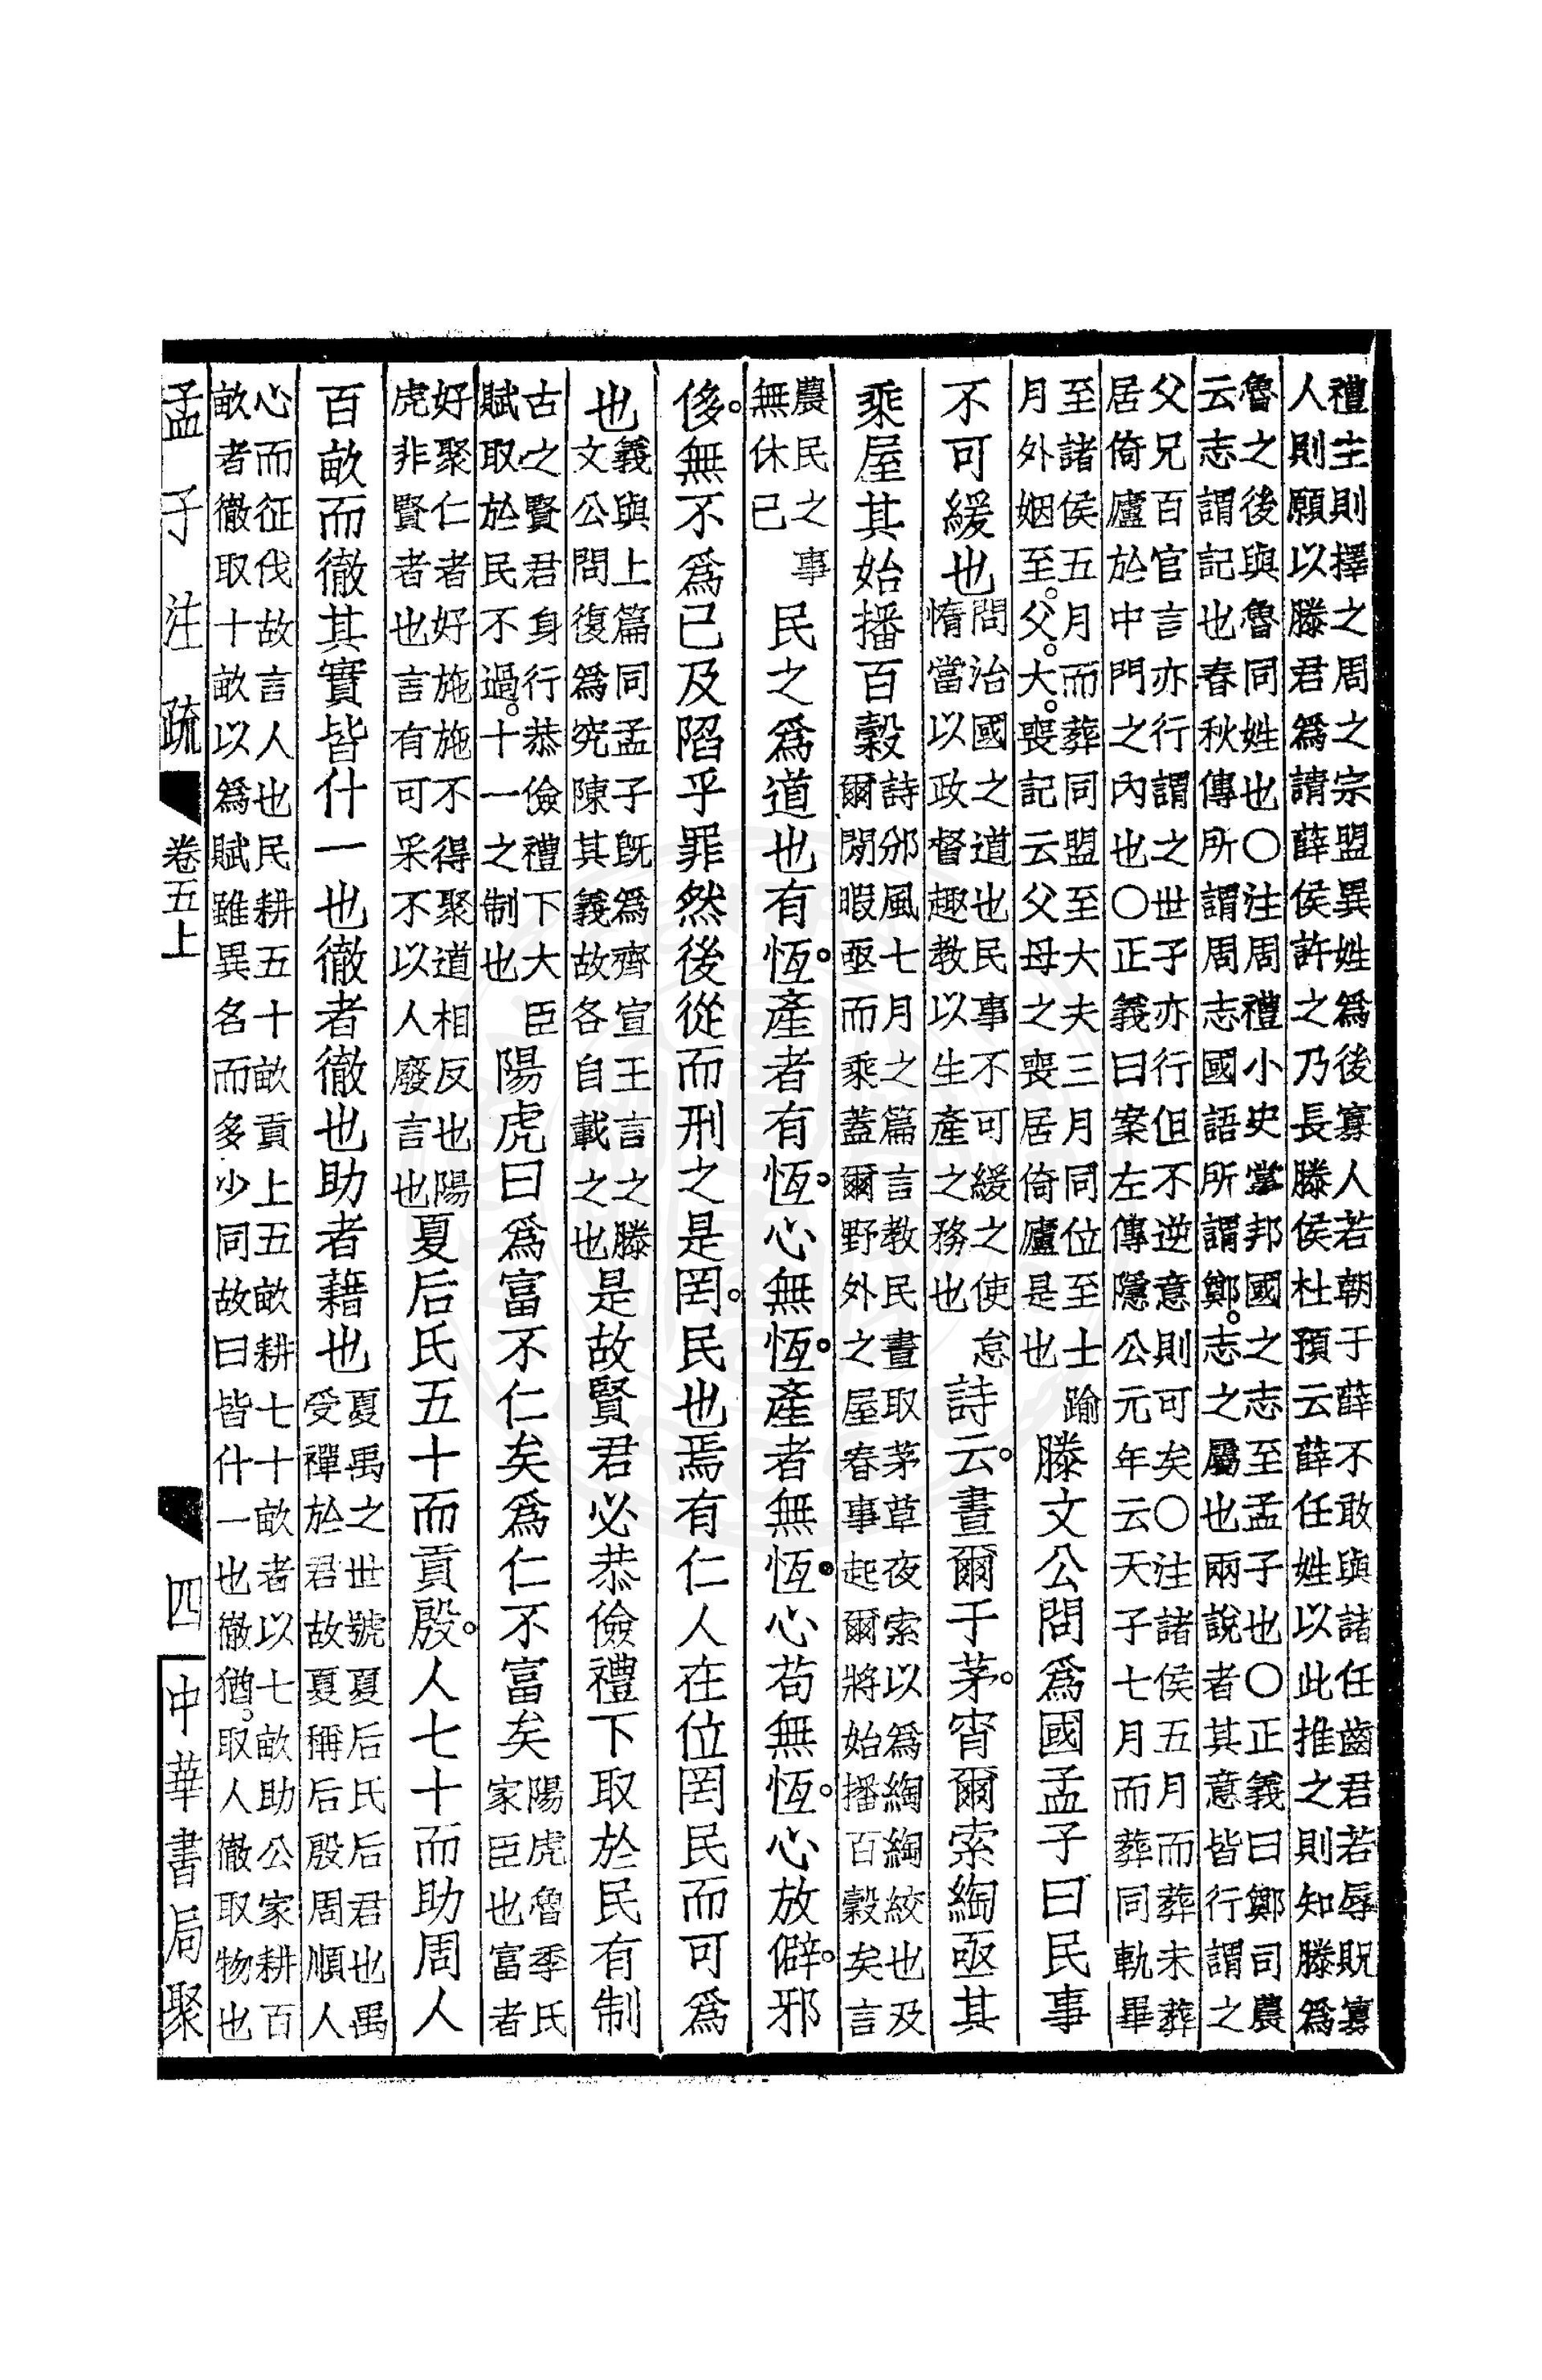 禮主則擇之周之宗盟異姓爲後寡人若朝于薛不敢與諸任齒君若辱貺寡
人則願以滕君爲請薛侯許之乃長滕侯杜預云薛任姓以此推之則知滕爲
魯之後與魯同姓也〇注周禮小史掌邦國之志至孟子也〇正義曰鄭司農
云志謂記也春秋傳所謂周志國語所謂鄭志之屬也兩說者其意皆行謂之
父兄百官言亦行謂之世子亦行但不逆意則可矣〇注諸侯五月而葬未葬
居倚廬於中門之內也〇正義曰案左傳隱公元年云天子七月而葬同軌畢
至諸侯五月而葬同盟至大夫三月同位至士踰
月外姻至父大喪記云父母之喪居倚廬是也
滕文公問爲國孟子曰民事
不可緩也
問治國之道也民事不可緩之使怠
惰當以政督趣教以生產之務也
詩云晝爾于茅宵爾索綯亟其
乘屋其始播百穀
詩邠風七月之篇言教民晝取茅草夜索以爲綯綯絞也及
爾閒暇亟而乘蓋爾野外之屋春事起爾將始播百穀矣言
農民之事
無休已
民之爲道也有恆產者有恆心無恆產者無恆心苟無恆心放僻邪
侈無不爲已及陷乎罪然後從而刑之是罔民也焉有仁人在位罔民而可爲
也
義與上篇同孟子旣爲齊宣王言之滕
文公問復爲究陳其義故各自載之也
是故賢君必恭儉禮下取於民有制
古之賢君身行恭儉禮下大臣
賦取於民不過十一之制也
陽虎曰爲富不仁矣爲仁不富矣
陽虎魯季氏
家臣也富者
好聚仁者好施施不得聚道相反也陽
虎非賢者也言有可采不以人廢言也
夏后氏五十而貢殷人七十而助周人
百畝而徹其實皆什一也徹者徹也助者藉也
夏禹之世號夏后氏后君也禹
受禪於君故夏稱后殷周順人
心而征伐故言人也民耕五十畝貢上五畝耕七十畝者以七畝助公家耕百
畝者徹取十畝以爲賦雖異名而多少同故曰皆什一也徹猶取人徹取物也
孟子注疏 卷五上 四 中華書局聚